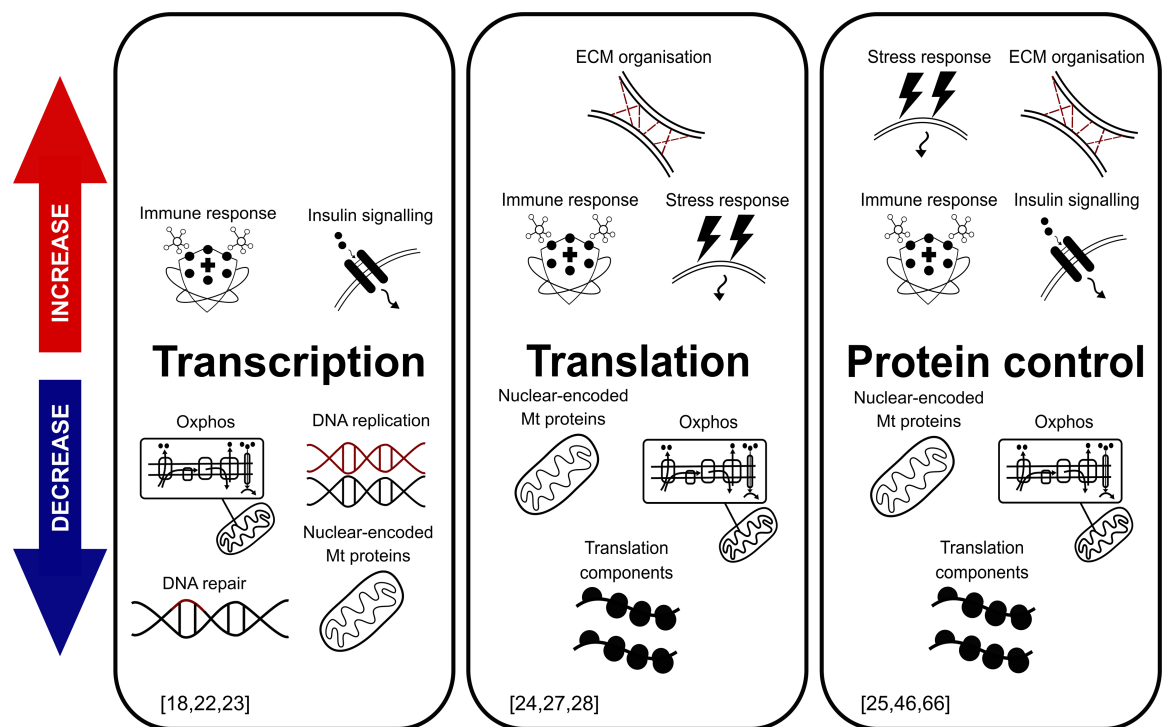 INCREASE
DECREASE
Immune response
Insulin signalling
Transcription
Oxphos
DNA replication
Nuclear-encoded
Mt proteins
DNA repair
[18,22,23]
ECM organisation
Immune response
Stress response
Translation
Nuclear-encoded
Mt proteins
Oxphos
Translation
components
[24,27,28]
Stress response
ECM organisation
Immune response
Insulin signalling
Protein control
Nuclear-encoded
Mt proteins
Oxphos
Translation
components
[25,46,66]